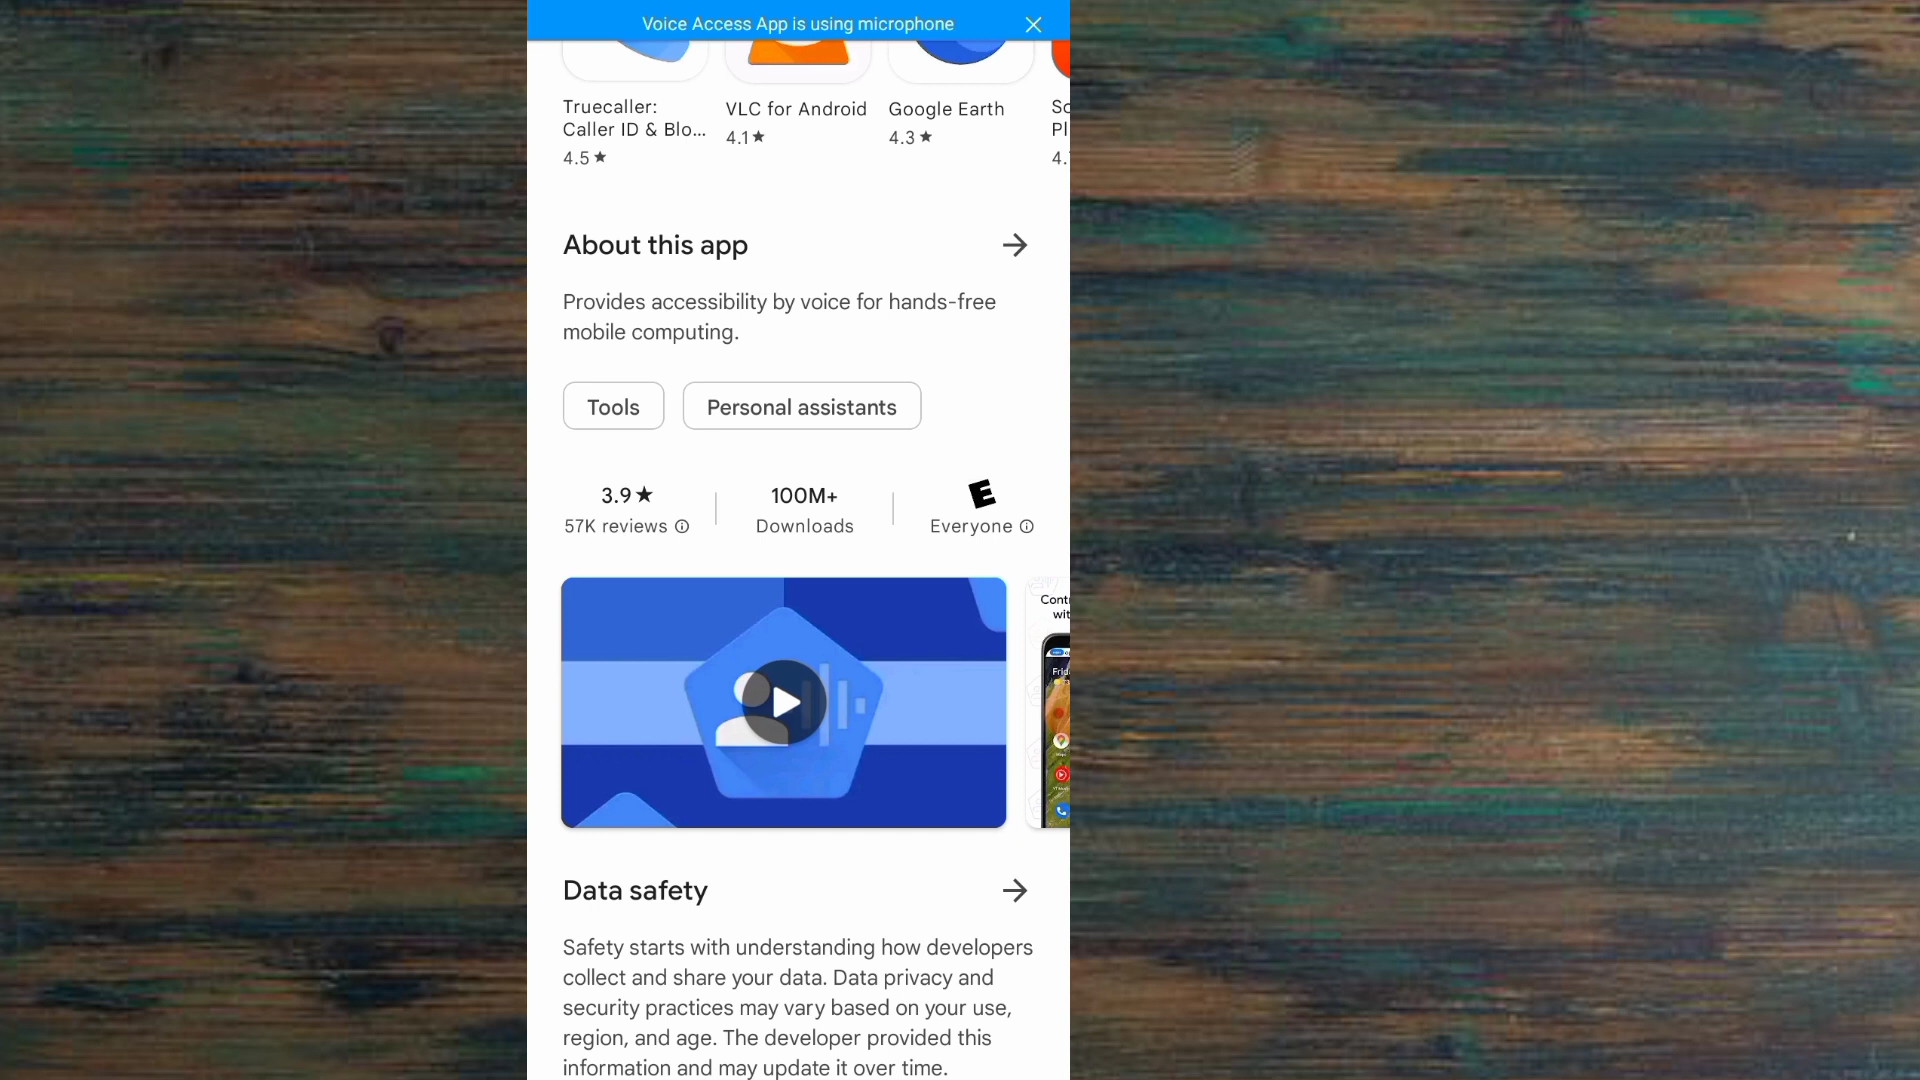 Voice Access App is using microphone
Truecaller:
Caller ID & Blo...
4.5★
VLC for Android
4.1★
Google Earth
4.3★
4.
About this app
Provides accessibility by voice for hands-free
mobile computing.
Tools
Personal assistants
3.9★
57K reviews
100M+
Downloads
E
Everyone
Data safety
Safety starts with understanding how developers
collect and share your data. Data privacy and
security practices may vary based on your use,
region, and age. The developer provided this
information and may update it over time.